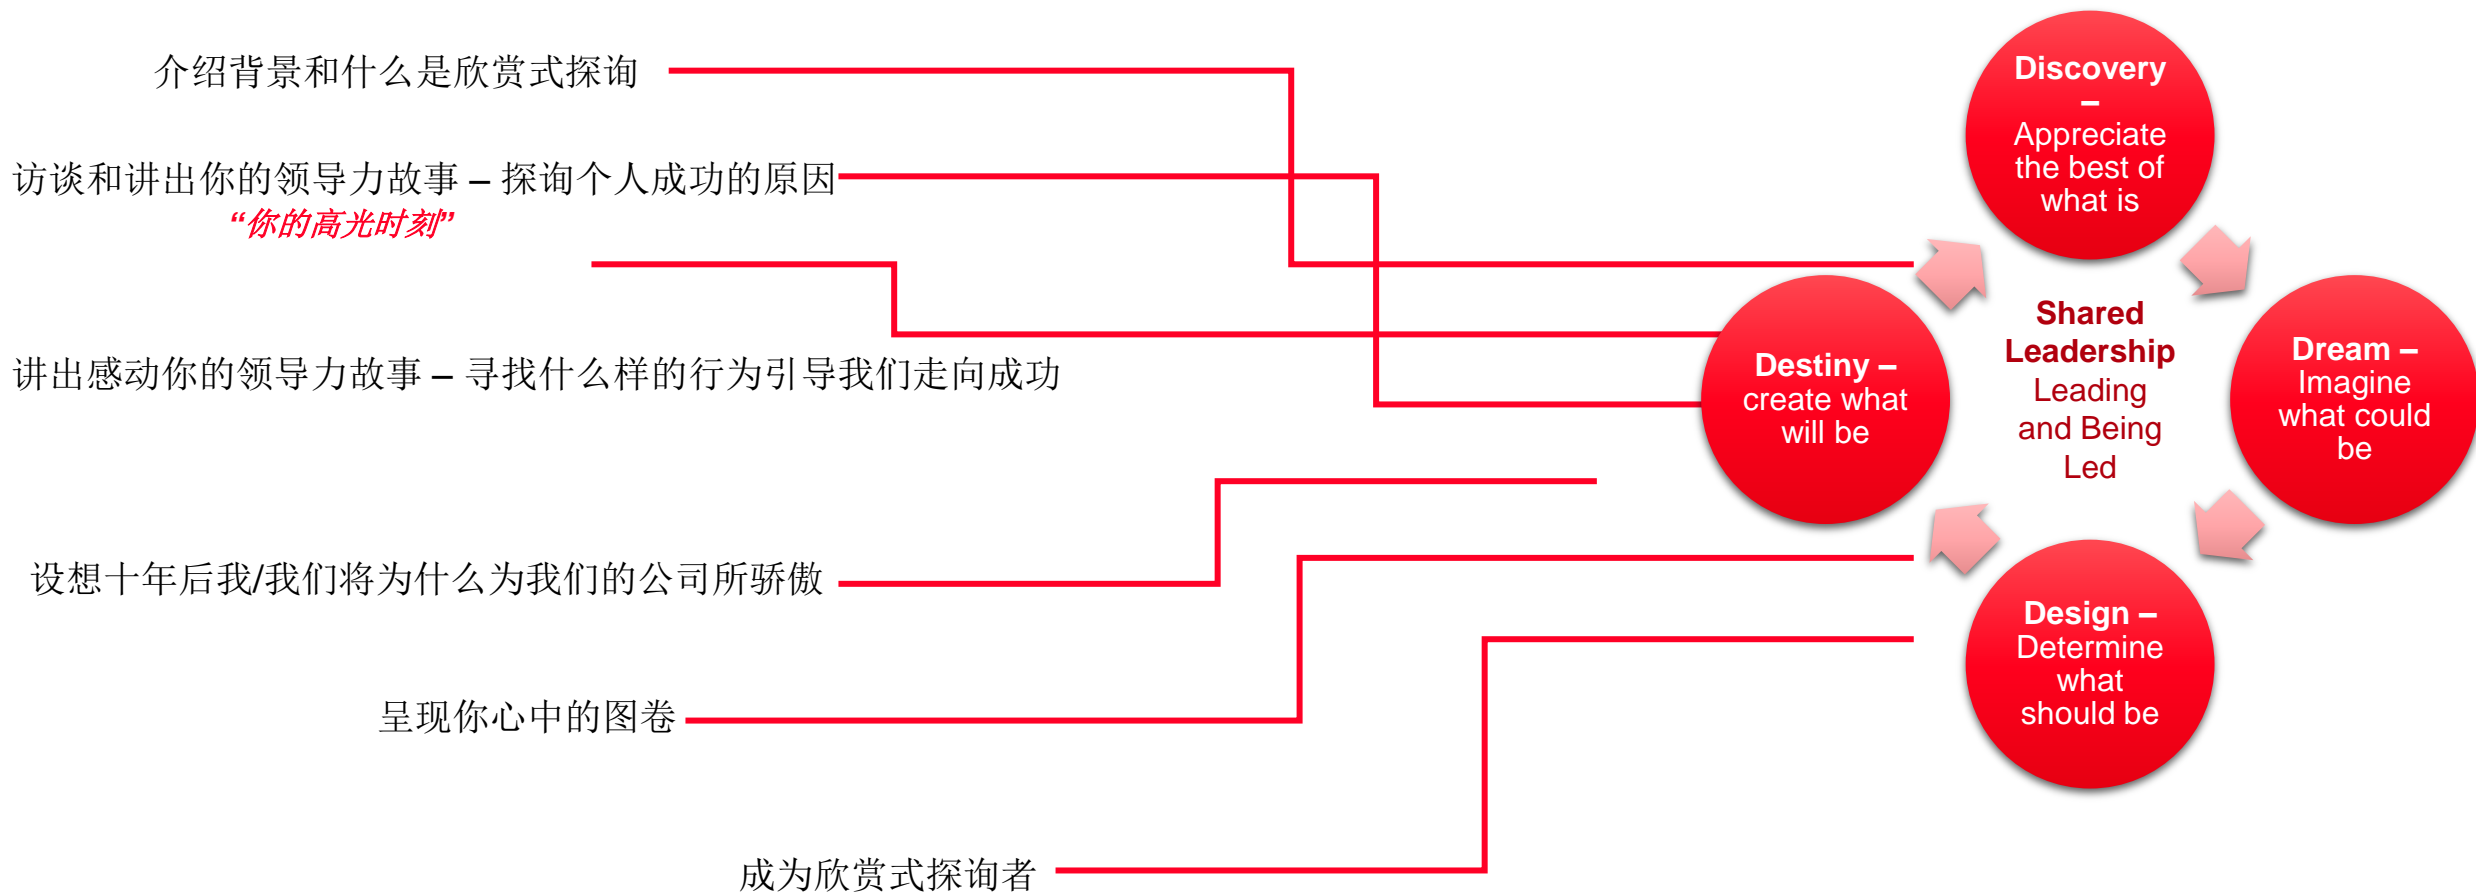 介绍背景和什么是欣赏式探询
访谈和讲出你的领导力故事 – 探询个人成功的原因
“你的高光时刻”
讲出感动你的领导力故事 – 寻找什么样的行为引导我们走向成功
设想十年后我/我们将为什么为我们的公司所骄傲
呈现你心中的图卷
成为欣赏式探询者
Discovery
–
Appreciate
the best of
what is
Dream –
Imagine
what could
be
Design –
Determine
what
should be
Destiny –
create what
will be
Shared
Leadership
Leading
and Being
Led